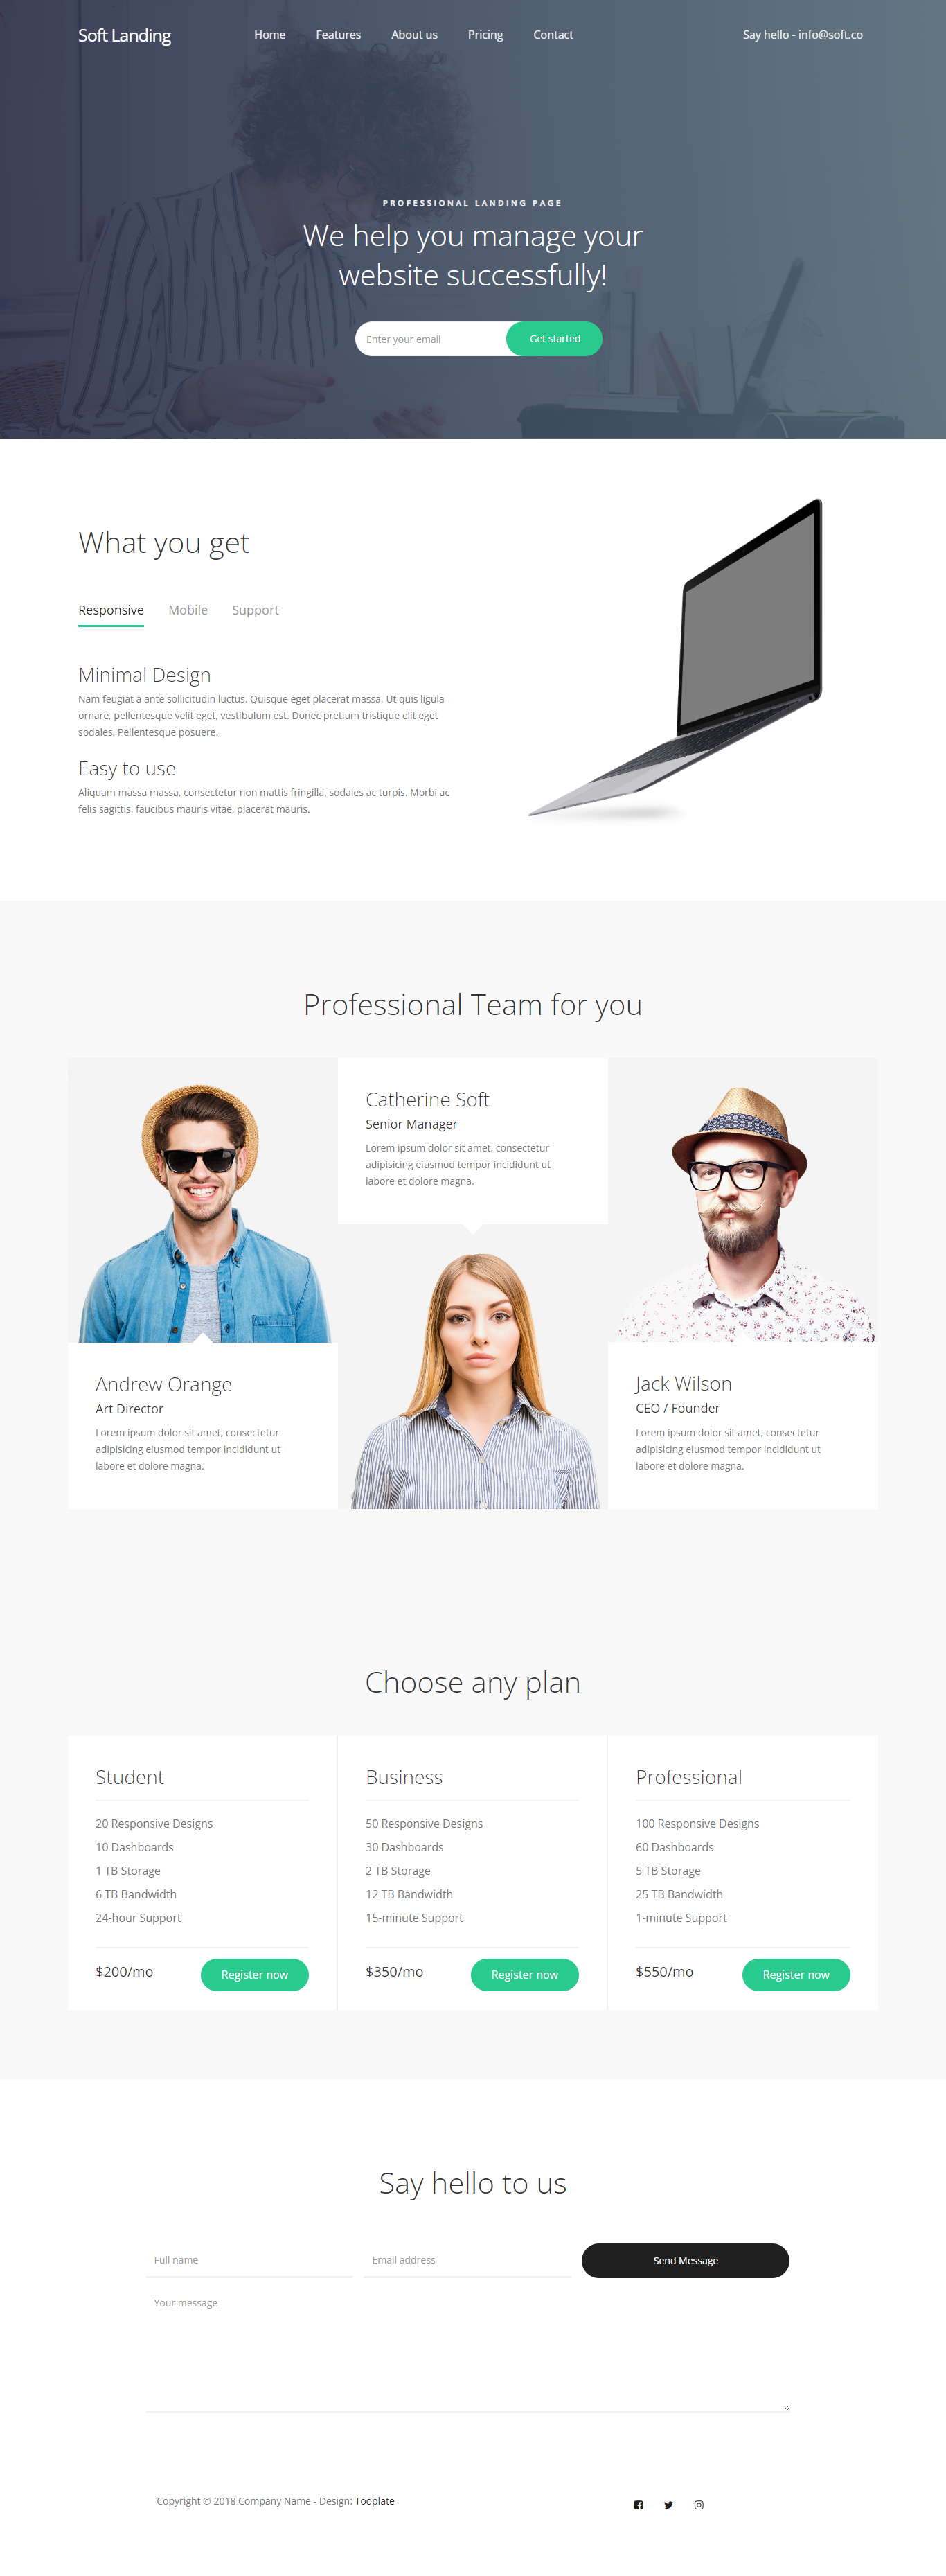 Soft Landing
Home Features About us Pricing Contact
Say hello - info@soft.co
PROFESSIONAL LANDING PAGE
We help you manage your
website successfully!
Enter your email
Get started
What you get
Responsive Mobile Support
Minimal Design
Nam feugiat a ante sollicitudin luctus. Quisque eget placerat massa. Ut quis ligula
ornare, pellentesque velit eget, vestibulum est. Donec pretium tristique elit eget
sodales. Pellentesque posuere.
Easy to use
Aliquam massa massa, consectetur non mattis fringilla, sodales ac turpis. Morbi ac
felis sagittis, faucibus mauris vitae, placerat mauris.
Professional Team for you
Catherine Soft
Senior Manager
Lorem ipsum dolor sit amet, consectetur
adipisicing eiusmod tempor incididunt ut
labore et dolore magna.
Andrew Orange
Art Director
Lorem ipsum dolor sit amet, consectetur
adipisicing eiusmod tempor incididunt ut
labore et dolore magna.
Jack Wilson
CEO / Founder
Lorem ipsum dolor sit amet, consectetur
adipisicing eiusmod tempor incididunt ut
labore et dolore magna.
Choose any plan
Student
20 Responsive Designs
10 Dashboards
1 TB Storage
6 TB Bandwidth
24-hour Support
$200/mo
Register now
Business
50 Responsive Designs
30 Dashboards
2 TB Storage
12 TB Bandwidth
15-minute Support
$350/mo
Register now
Professional
100 Responsive Designs
60 Dashboards
5 TB Storage
25 TB Bandwidth
1-minute Support
$550/mo
Register now
Say hello to us
Full name
Email address
Send Message
Your message
Copyright © 2018 Company Name - Design: Tooplate